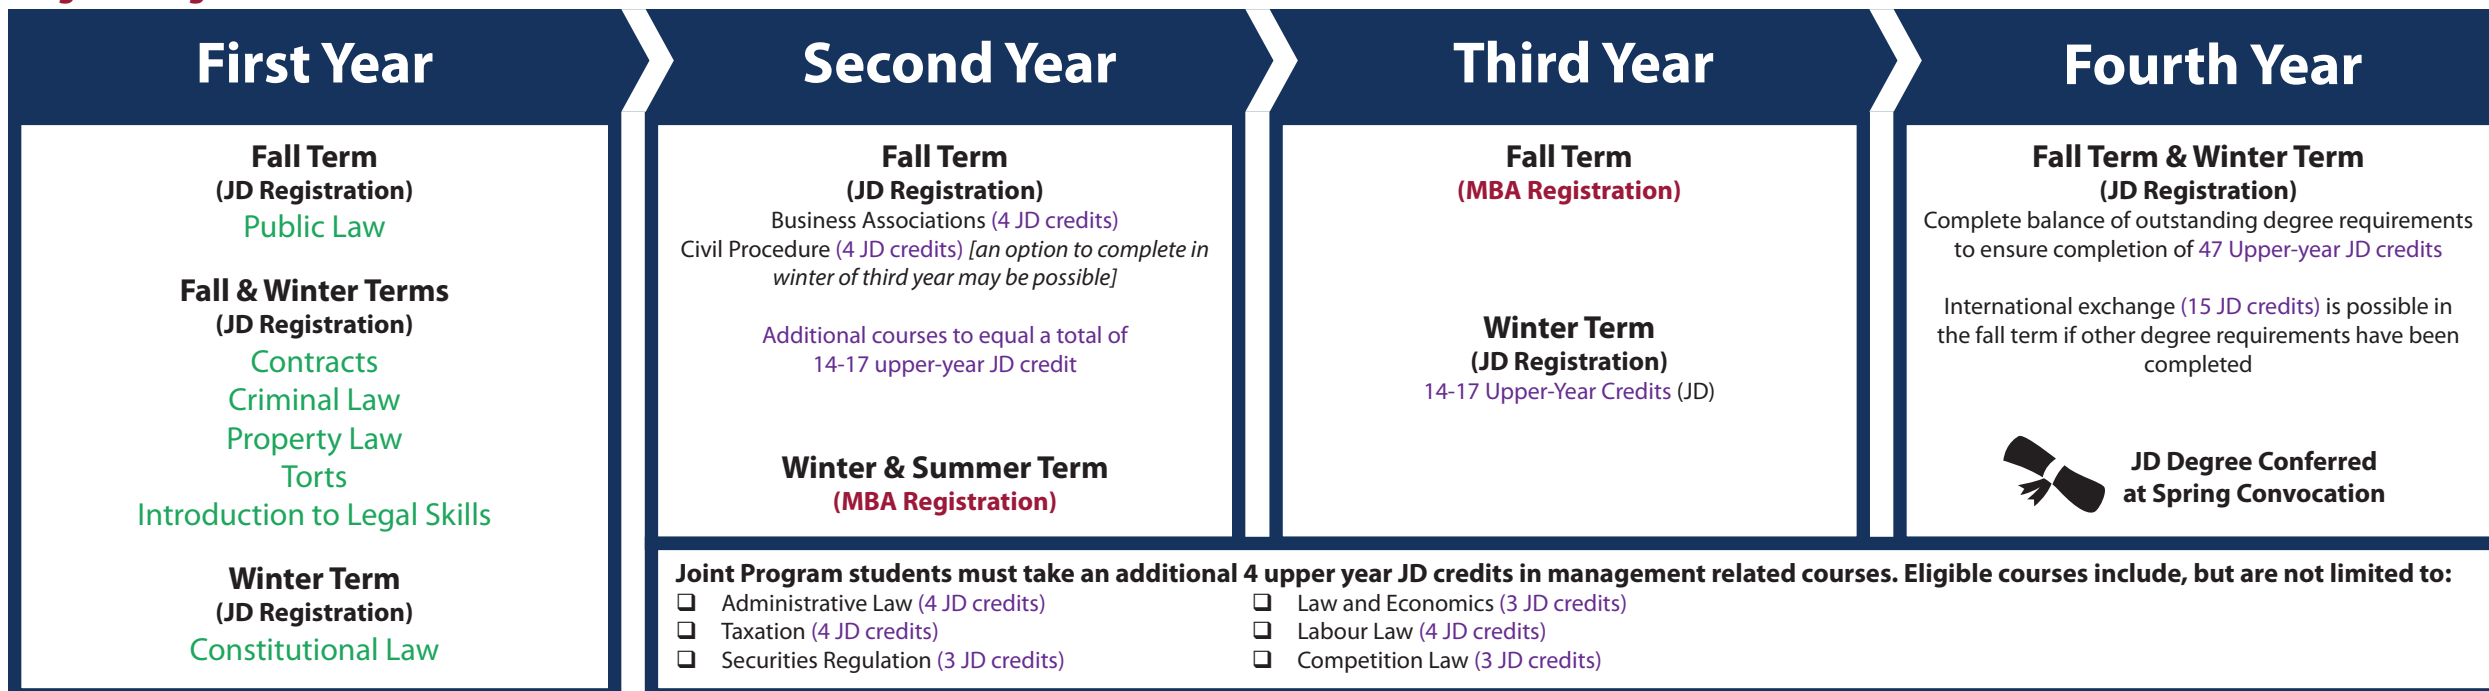 First Year
Fall Term
(JD Registration)
Public Law
Fall & Winter Terms
(JD Registration)
Contracts
Criminal Law
Property Law
Torts
Introduction to Legal Skills
Winter Term
(JD Registration)
Constitutional Law
Second Year
Fall Term
(JD Registration)
Business Associations (4 JD credits)
Civil Procedure (4 JD credits) [an option to complete in
winter of third year may be possible]
Additional courses to equal a total of
14-17 upper-year JD credit
Winter & Summer Term
(MBA Registration)
Third Year
Fall Term
(MBA Registration)
Winter Term
(JD Registration)
14-17 Upper-Year Credits (JD)
Fourth Year
Fall Term & Winter Term
(JD Registration)
Complete balance of outstanding degree requirements
to ensure completion of 47 Upper-year JD credits
International exchange (15 JD credits) is possible in
the fall term if other degree requirements have been
completed
JD Degree Conferred
at Spring Convocation
Joint Program students must take an additional 4 upper year JD credits in management related courses. Eligible courses include, but are not limited to:
❑ Administrative Law (4 JD credits)
❑ Taxation (4 JD credits)
❑ Securities Regulation (3 JD credits)
❑ Law and Economics (3 JD credits)
❑ Labour Law (4 JD credits)
❑ Competition Law (3 JD credits)